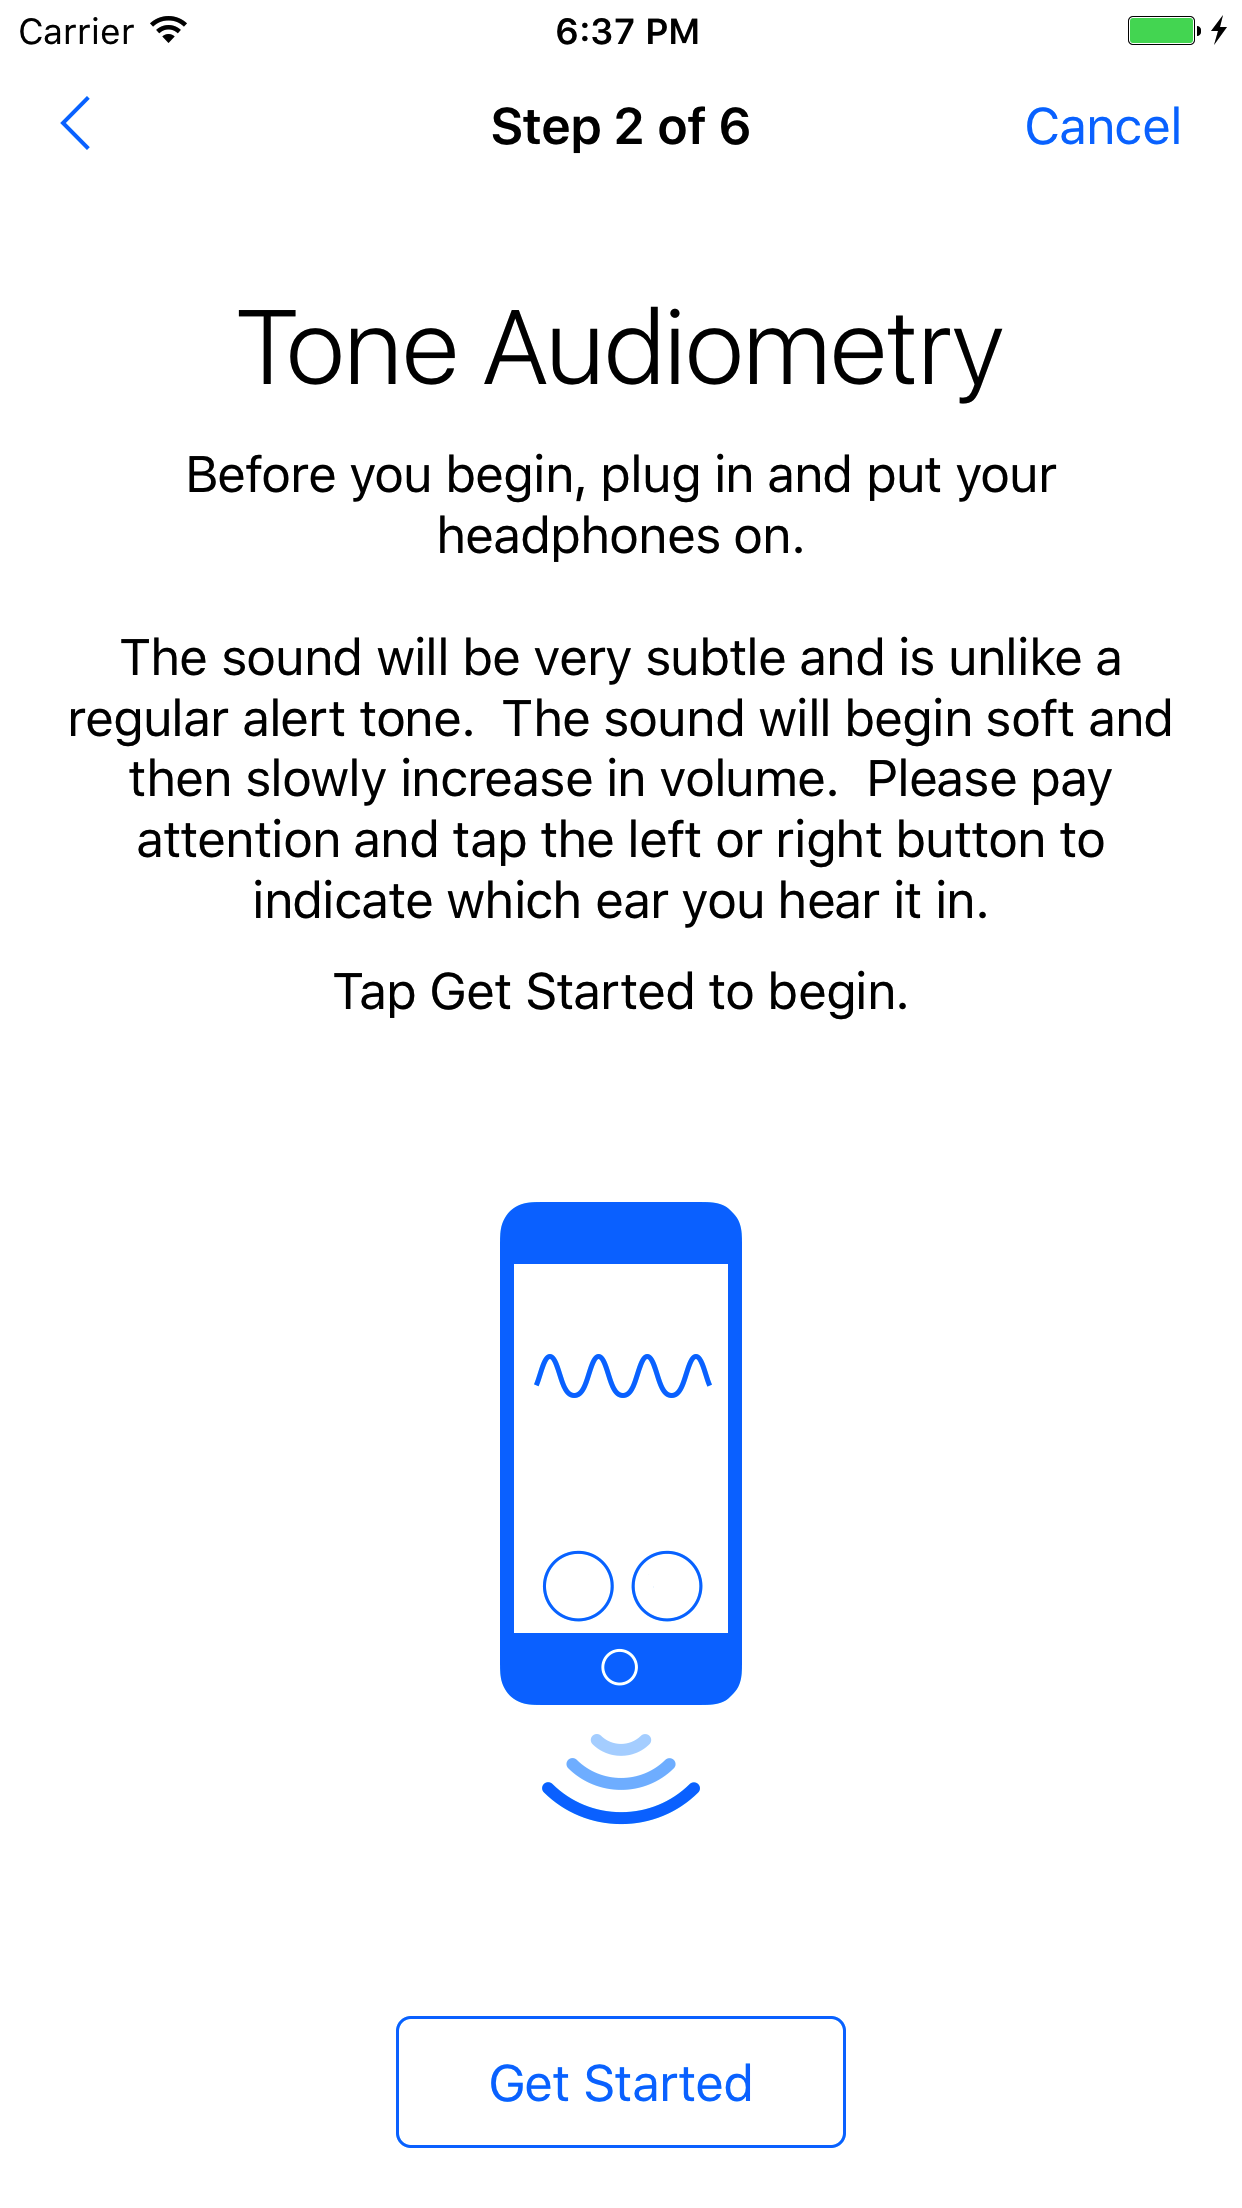 Carrier 6:37 PM
Step 2 of 6 Cancel
Tone Audiometry
Before you begin, plug in and put your
headphones on.
The sound will be very subtle and is unlike a
regular alert tone.  The sound will begin soft and
then slowly increase in volume.  Please pay
attention and tap the left or right button to
indicate which ear you hear it in.
Tap Get Started to begin.
Get Started